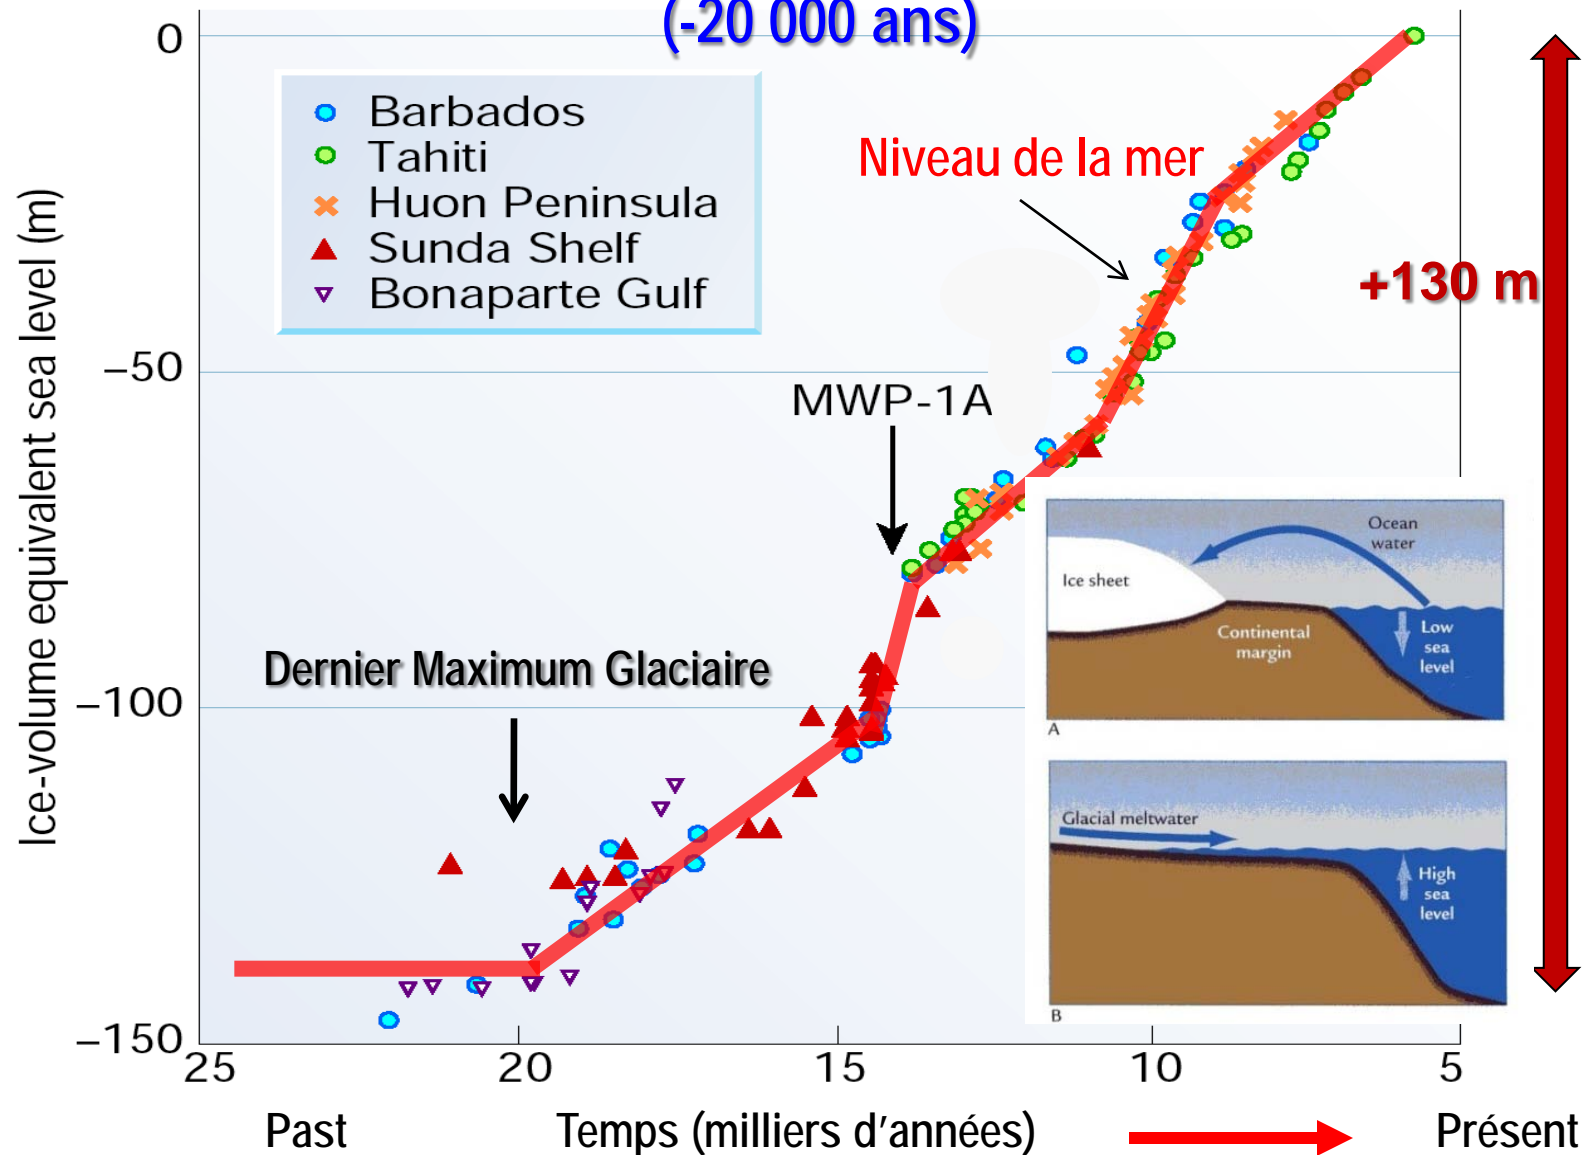 (-20 000 ans)
0
−50
−100
−150
Ice-volume equivalent sea level (m)
Barbados
Tahiti
Huon Peninsula
Sunda Shelf
Bonaparte Gulf
Niveau de la mer
+130 m
MWP-1A
Dernier Maximum Glaciaire
Ocean
water
Ice sheet
Continental
margin
Low
sea
level
A
Glacial meltwater
High
sea
level
B
25
20
15
10
5
Past
Temps (milliers d’années)
Présent